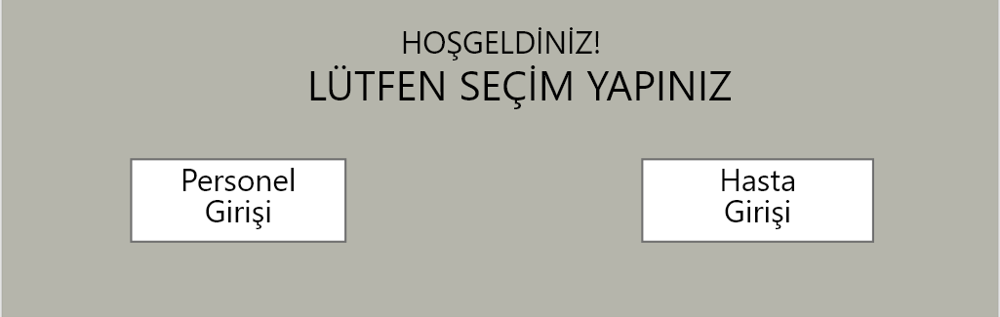 HOŞGELDİNİZ!
LÜTFEN SEÇİM YAPINIZ
Personel
Girişi
Hasta
Girişi